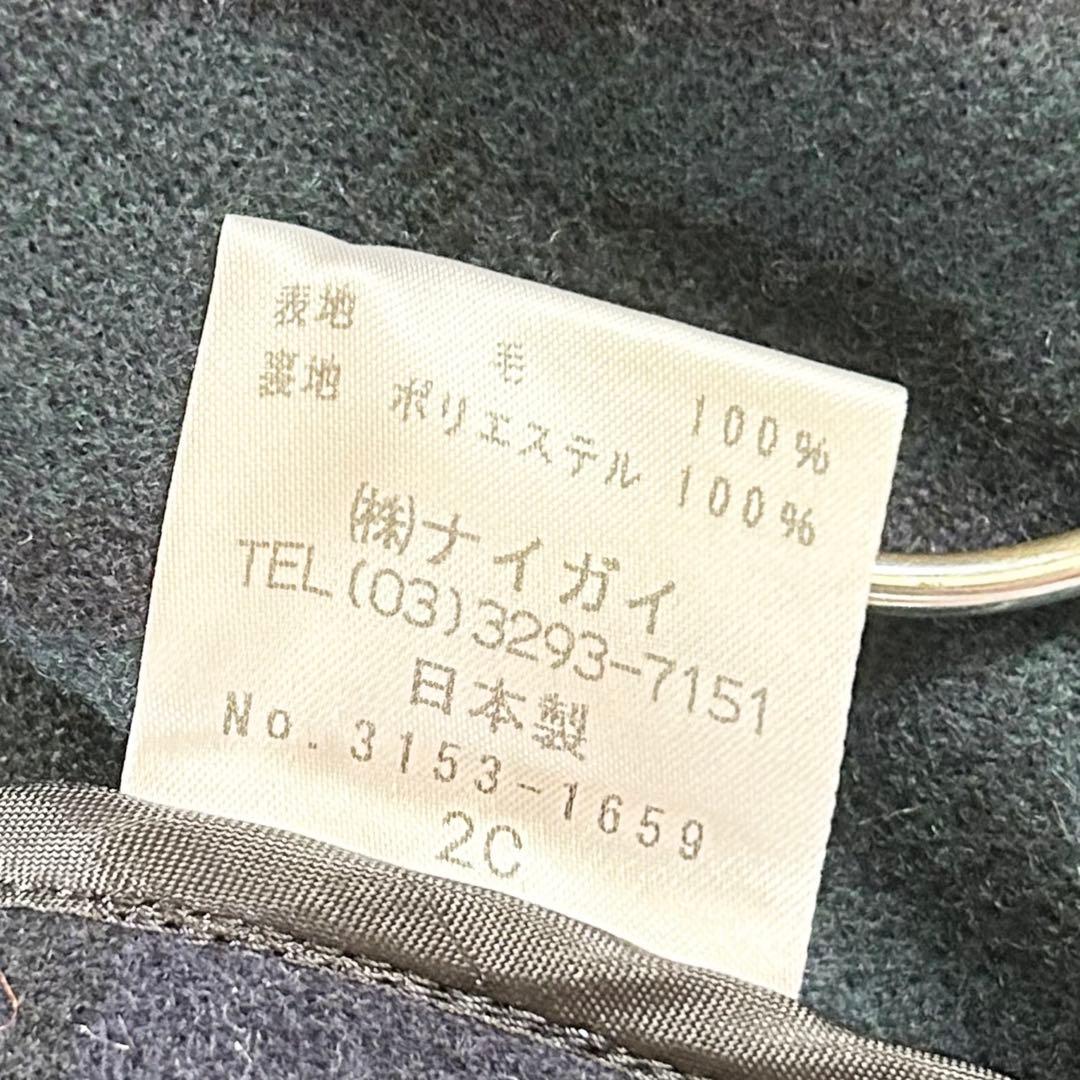 表地 毛 100%
裏地 ポリエステル 100%
(株)ナイガイ
TEL(03)3293-7151
日本製
No.3153-1659
2C